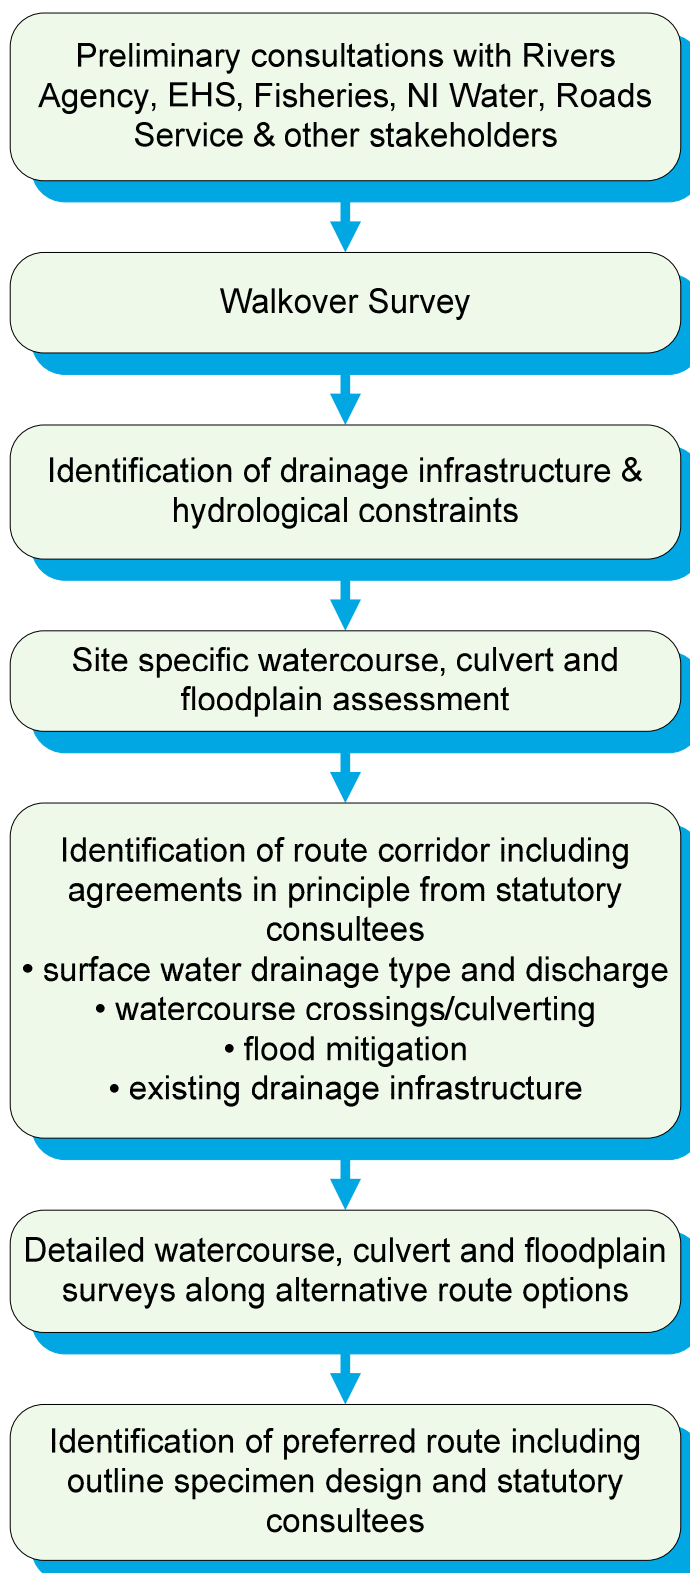 Preliminary consultations with Rivers
Agency, EHS, Fisheries, NI Water, Roads
Service & other stakeholders
Walkover Survey
Identification of drainage infrastructure &
hydrological constraints
Site specific watercourse, culvert and
floodplain assessment
Identification of route corridor including
agreements in principle from statutory
consultees
• surface water drainage type and discharge
• watercourse crossings/culverting
• flood mitigation
• existing drainage infrastructure
Detailed watercourse, culvert and floodplain
surveys along alternative route options
Identification of preferred route including
outline specimen design and statutory
consultees